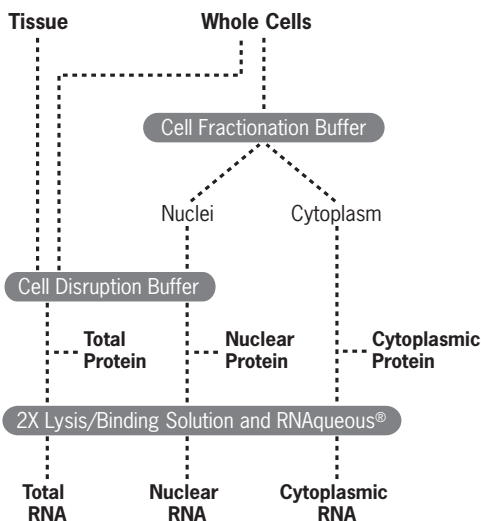 Tissue
Whole Cells
Cell Fractionation Buffer
Nuclei
Cytoplasm
Cell Disruption Buffer
Total
Protein
Nuclear
Protein
Cytoplasmic
Protein
2X Lysis/Binding Solution and RNAqueous®
Total
RNA
Nuclear
RNA
Cytoplasmic
RNA